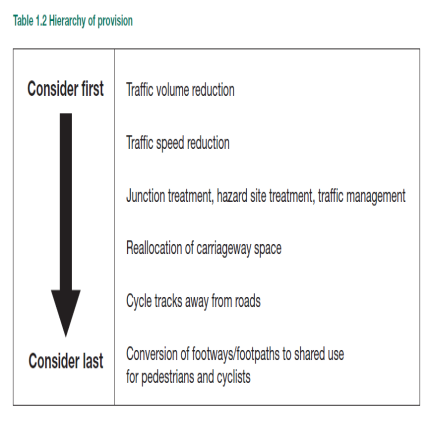 Table 1.2 Hierarchy of provision
Consider first
Traffic volume reduction
Traffic speed reduction
Junction treatment, hazard site treatment, traffic management
Reallocation of carriageway space
Cycle tracks away from roads
Consider last
Conversion of footways/footpaths to shared use
for pedestrians and cyclists